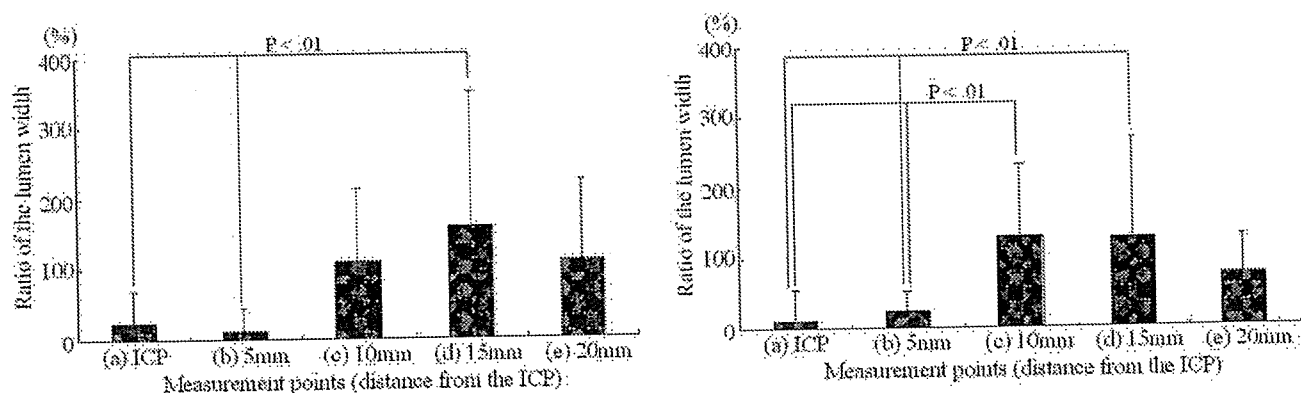 (%)
400
300
200
100
0
Ratio of the lumen width
P < .01
(a) ICP
(b) 5mm
(c) 10mm
(d) 15mm
(e) 20mm
Measurement points (distance from the ICP)
(%)
400
300
200
100
0
Ratio of the lumen width
P < .01
P < .01
(a) ICP
(b) 5mm
(c) 10mm
(d) 15mm
(e) 20mm
Measurement points (distance from the ICP)